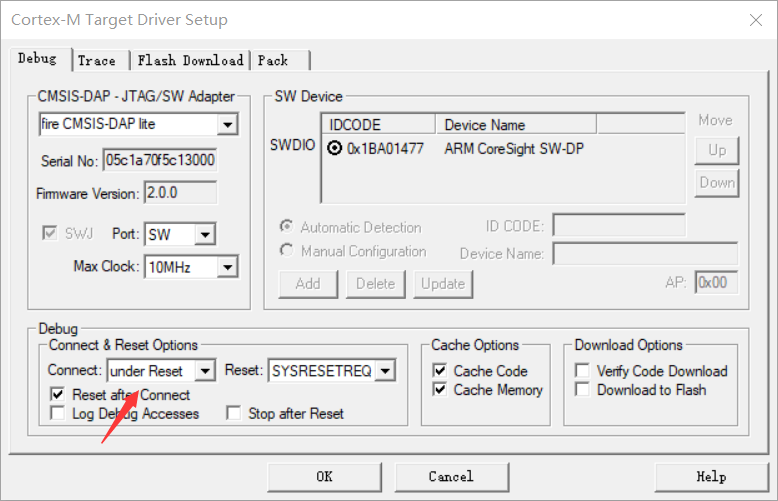 Cortex-M Target Driver Setup
Debug Trace Flash Download Pack
CMSIS-DAP - JTAG/SW Adapter
fire CMSIS-DAP lite
Serial No: 05c1a70f5c13000
Firmware Version: 2.0.0
SWJ Port: SW
Max Clock: 10MHz
SW Device
IDCODE Device Name Move
SWDIO 0x1BA01477 ARM CoreSight SW-DP Up
Down
Automatic Detection ID CODE:
Manual Configuration Device Name:
Add Delete Update AP: 0x00
Debug
Connect & Reset Options
Connect: under Reset Reset: SYSRESETREQ
Reset after Connect
Log Debug Accesses Stop after Reset
Cache Options
Cache Code
Cache Memory
Download Options
Verify Code Download
Download to Flash
OK Cancel Help